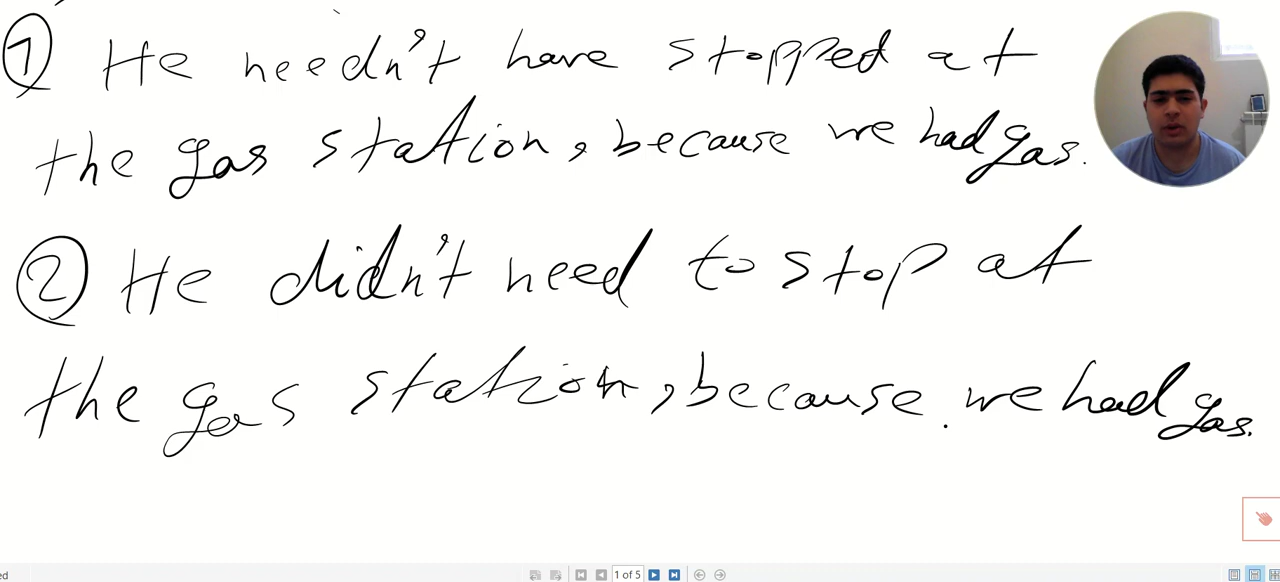 ① He needn't have stopped at
the gas station, because we had gas.
② He didn't need to stop at
the gas station, because we had gas.
ed
1 of 5